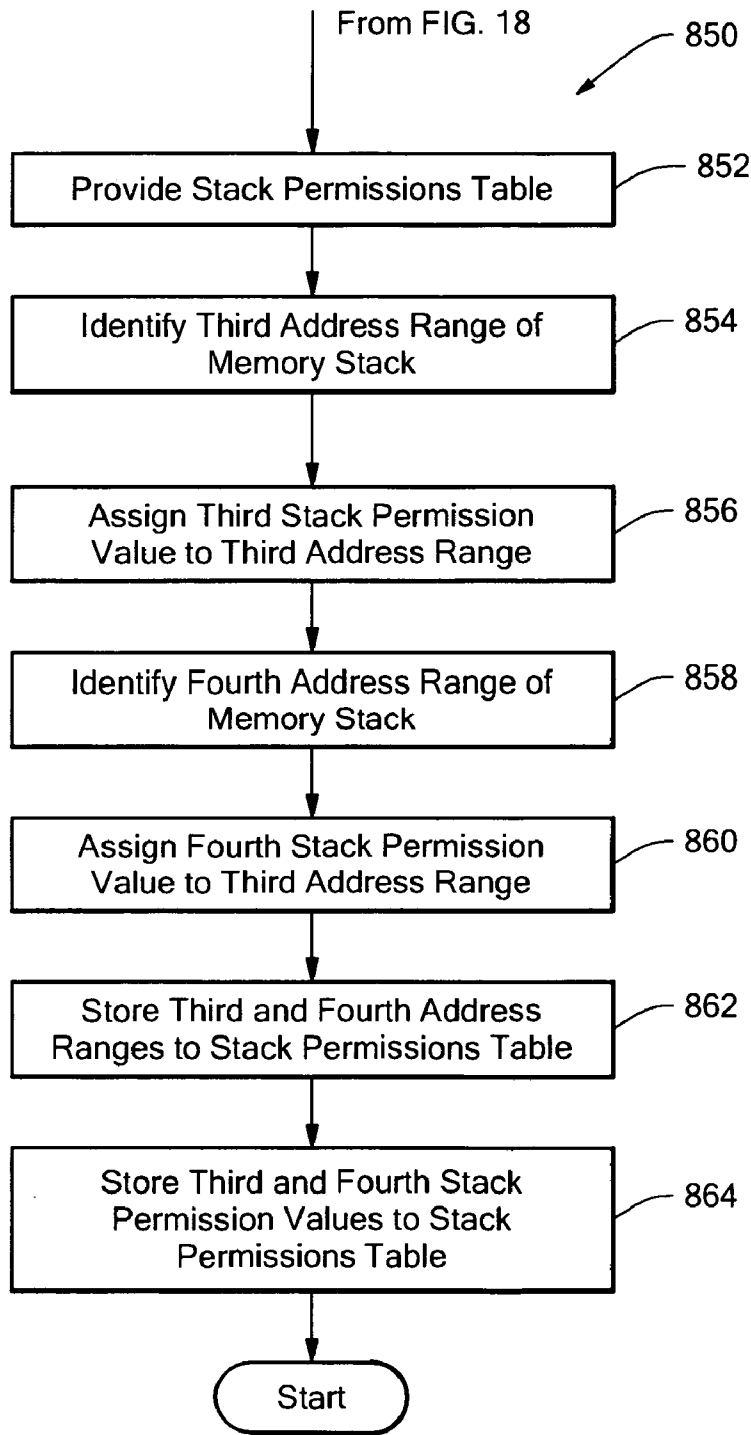 From FIG. 18
850
Provide Stack Permissions Table
852
Identify Third Address Range of
Memory Stack
854
Assign Third Stack Permission
Value to Third Address Range
856
Identify Fourth Address Range of
Memory Stack
858
Assign Fourth Stack Permission
Value to Third Address Range
860
Store Third and Fourth Address
Ranges to Stack Permissions Table
862
Store Third and Fourth Stack
Permission Values to Stack
Permissions Table
864
Start